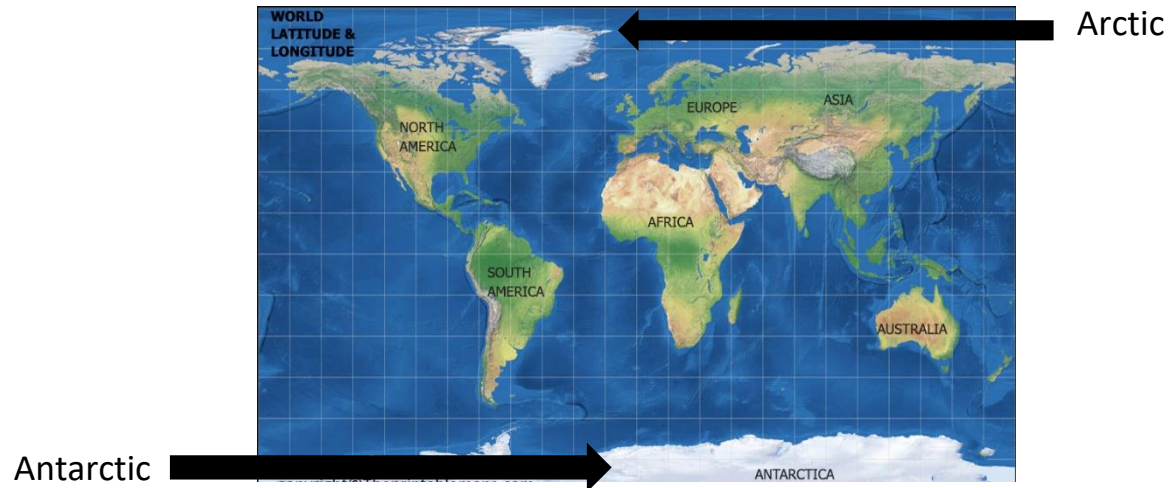 WORLD
LATITUDE &
LONGITUDE
Arctic
EUROPE
ASIA
NORTH
AMERICA
AFRICA
SOUTH
AMERICA
AUSTRALIA
Antarctic
ANTARCTICA